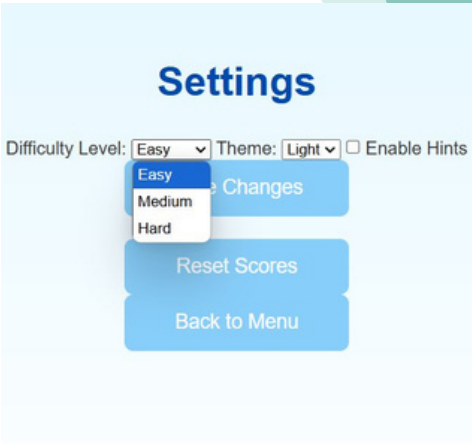 Settings
Difficulty Level: Easy Theme: Light Enable Hints
Easy
Changes
Medium
Hard
Reset Scores
Back to Menu